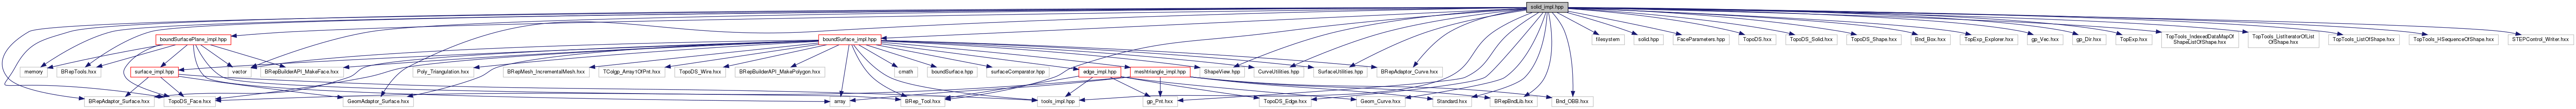 solid_impl.hpp
boundSurfacePlane_impl.hpp
boundSurface_impl.hpp
filesystem
solid.hpp
FaceParameters.hpp
TopoDS.hxx
TopoDS_Solid.hxx
TopoDS_Shape.hxx
Bnd_Box.hxx
TopExp_Explorer.hxx
gp_Vec.hxx
gp_Dir.hxx
TopExp.hxx
TopTools_IndexedDataMapOf
ShapeListOfShape.hxx
TopTools_ListIteratorOfList
OfShape.hxx
TopTools_ListOfShape.hxx
TopTools_HSequenceOfShape.hxx
STEPControl_Writer.hxx
memory
BRepTools.hxx
surface_impl.hpp
vector
BRepBuilderAPI_MakeFace.hxx
Poly_Triangulation.hxx
BRepMesh_IncrementalMesh.hxx
TColgp_Array1OfPnt.hxx
TopoDS_Wire.hxx
BRepBuilderAPI_MakePolygon.hxx
cmath
boundSurface.hpp
surfaceComparator.hpp
edge_impl.hpp
meshtriangle_impl.hpp
ShapeView.hpp
CurveUtilities.hpp
SurfaceUtilities.hpp
BRepAdaptor_Curve.hxx
BRepAdaptor_Surface.hxx
TopoDS_Face.hxx
GeomAdaptor_Surface.hxx
array
BRep_Tool.hxx
tools_impl.hpp
gp_Pnt.hxx
TopoDS_Edge.hxx
Geom_Curve.hxx
Standard.hxx
BRepBndLib.hxx
Bnd_OBB.hxx